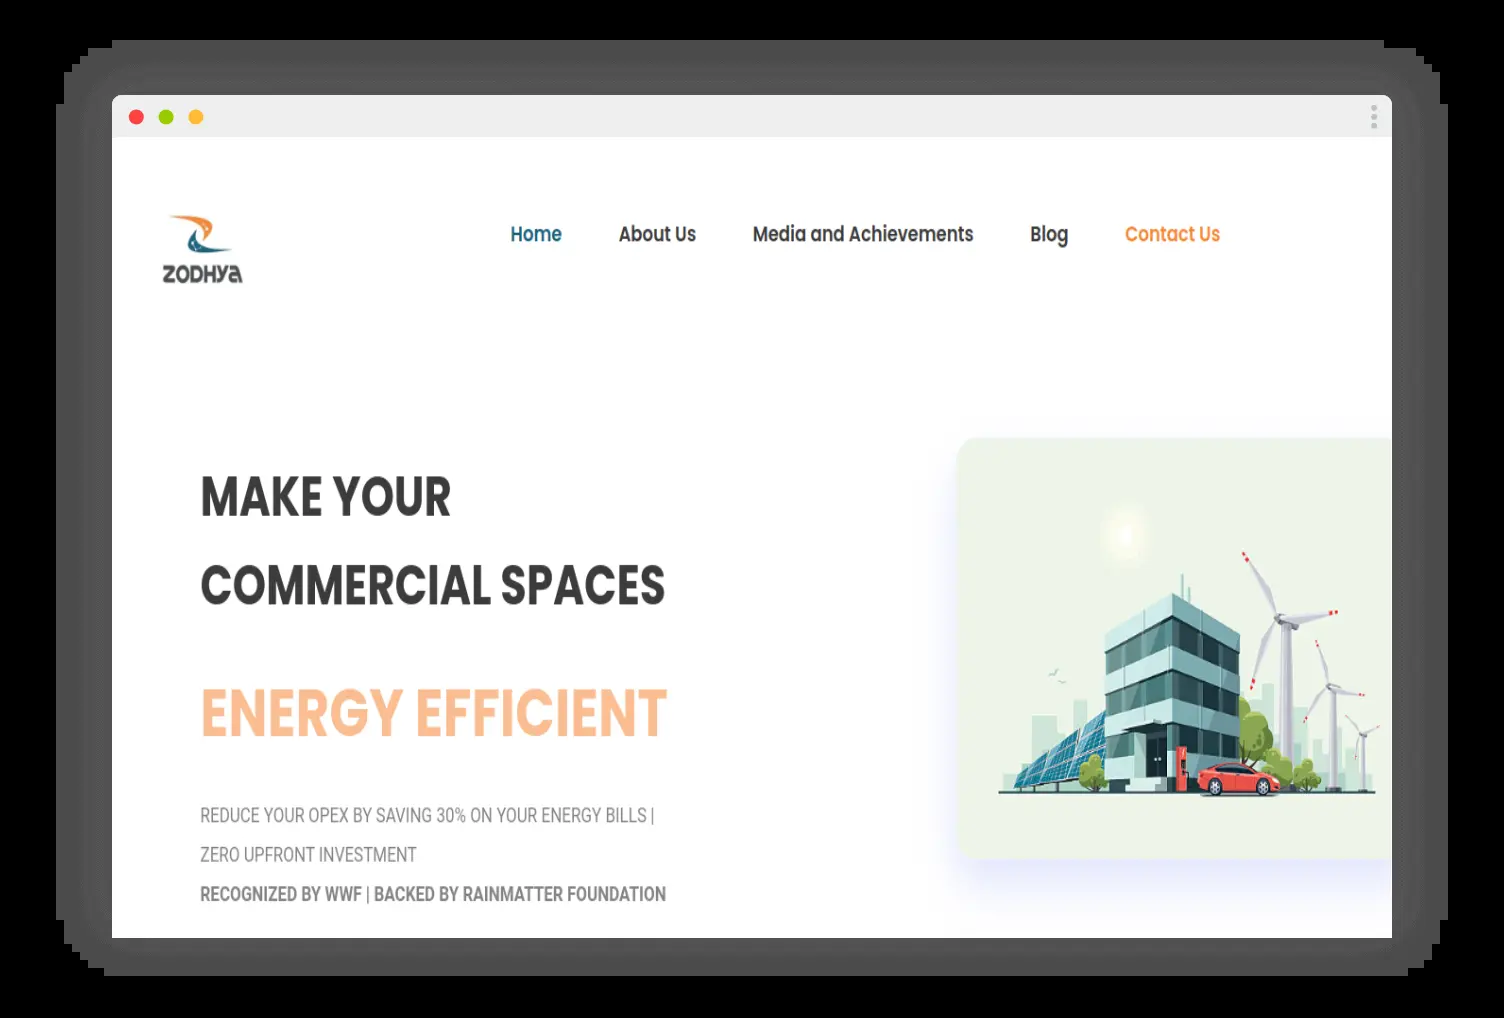 ZODHYA
Home About Us Media and Achievements Blog Contact Us
MAKE YOUR
COMMERCIAL SPACES
ENERGY EFFICIENT
REDUCE YOUR OPEX BY SAVING 30% ON YOUR ENERGY BILLS |
ZERO UPFRONT INVESTMENT
RECOGNIZED BY WWF | BACKED BY RAINMATTER FOUNDATION